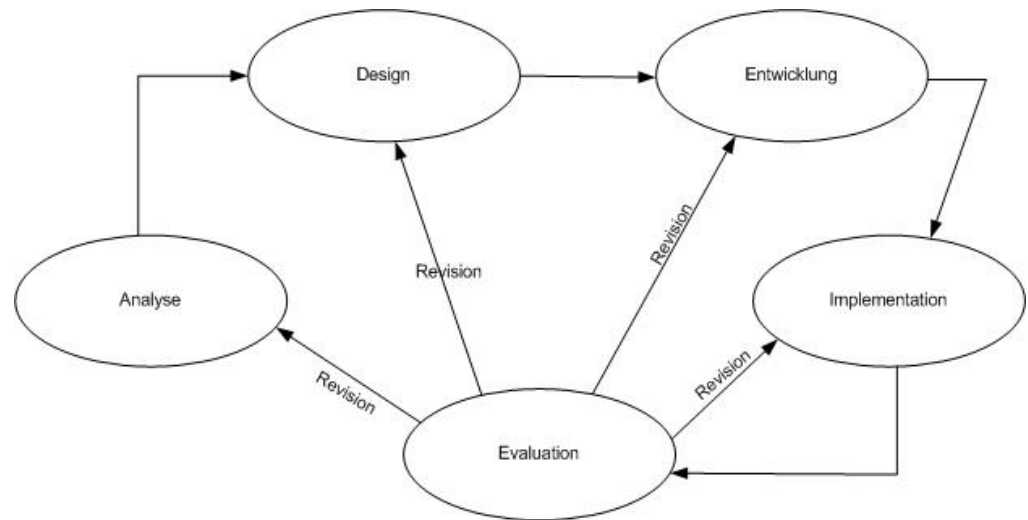 Design
Entwicklung
Revision
Revision
Analyse
Implementation
Revision
Revision
Evaluation